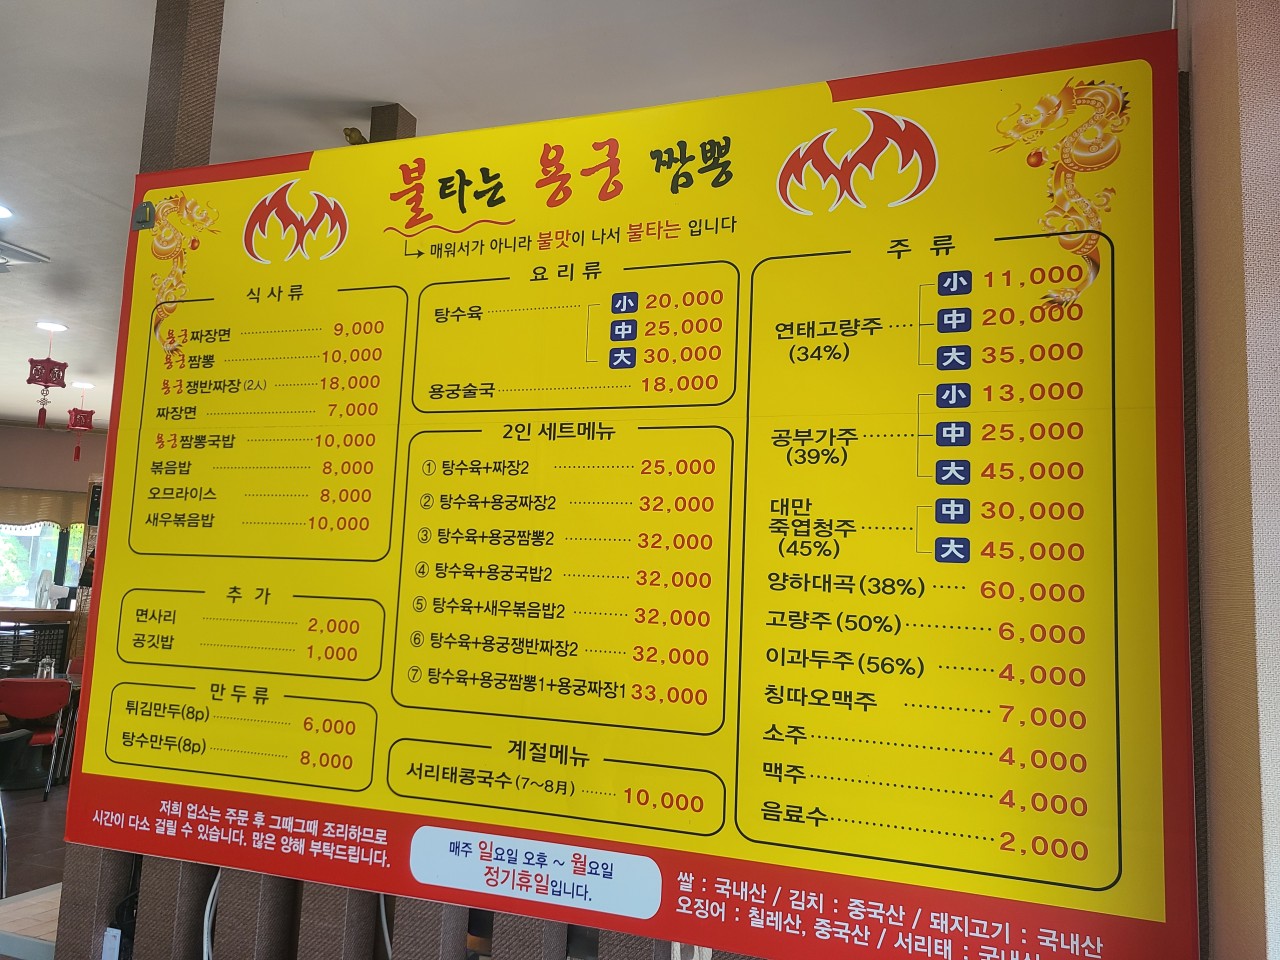 불타는 용궁 짬뽕
매워서가 아니라 불맛이 나서 불타는 입니다
식사류
용궁짜장면 9,000
용궁짬뽕 10,000
용궁쟁반짜장(2人) 18,000
짜장면 7,000
용궁짬뽕국밥 10,000
볶음밥 8,000
오므라이스 8,000
새우볶음밥 10,000
추가
면사리 2,000
공깃밥 1,000
만두류
튀김만두(8p) 6,000
탕수만두(8p) 8,000
요리류
탕수육 小 20,000
中 25,000
大 30,000
용궁술국 18,000
2인 세트메뉴
① 탕수육+짜장2 25,000
② 탕수육+용궁짜장2 32,000
③ 탕수육+용궁짬뽕2 32,000
④ 탕수육+용궁국밥2 32,000
⑤ 탕수육+새우볶음밥2 32,000
⑥ 탕수육+용궁쟁반짜장2 32,000
⑦ 탕수육+용궁짬뽕1+용궁짜장1 33,000
계절메뉴
서리태콩국수(7~8月) 10,000
주류
小 11,000
연태고량주 中 20,000
(34%) 大 35,000
小 13,000
공부가주 中 25,000
(39%) 大 45,000
대만 中 30,000
죽엽청주
(45%) 大 45,000
양하대곡(38%) 60,000
고량주(50%) 6,000
이과두주(56%) 4,000
칭따오맥주 7,000
소주 4,000
맥주 4,000
음료수 2,000
저희 업소는 주문 후 그때그때 조리하므로
시간이 다소 걸릴 수 있습니다. 많은 양해 부탁드립니다.
매주 일요일 오후 ~ 월요일
정기휴일입니다.
쌀 : 국내산 / 김치 : 중국산 / 돼지고기 : 국내산
오징어 : 칠레산, 중국산 / 서리태 : 국내산